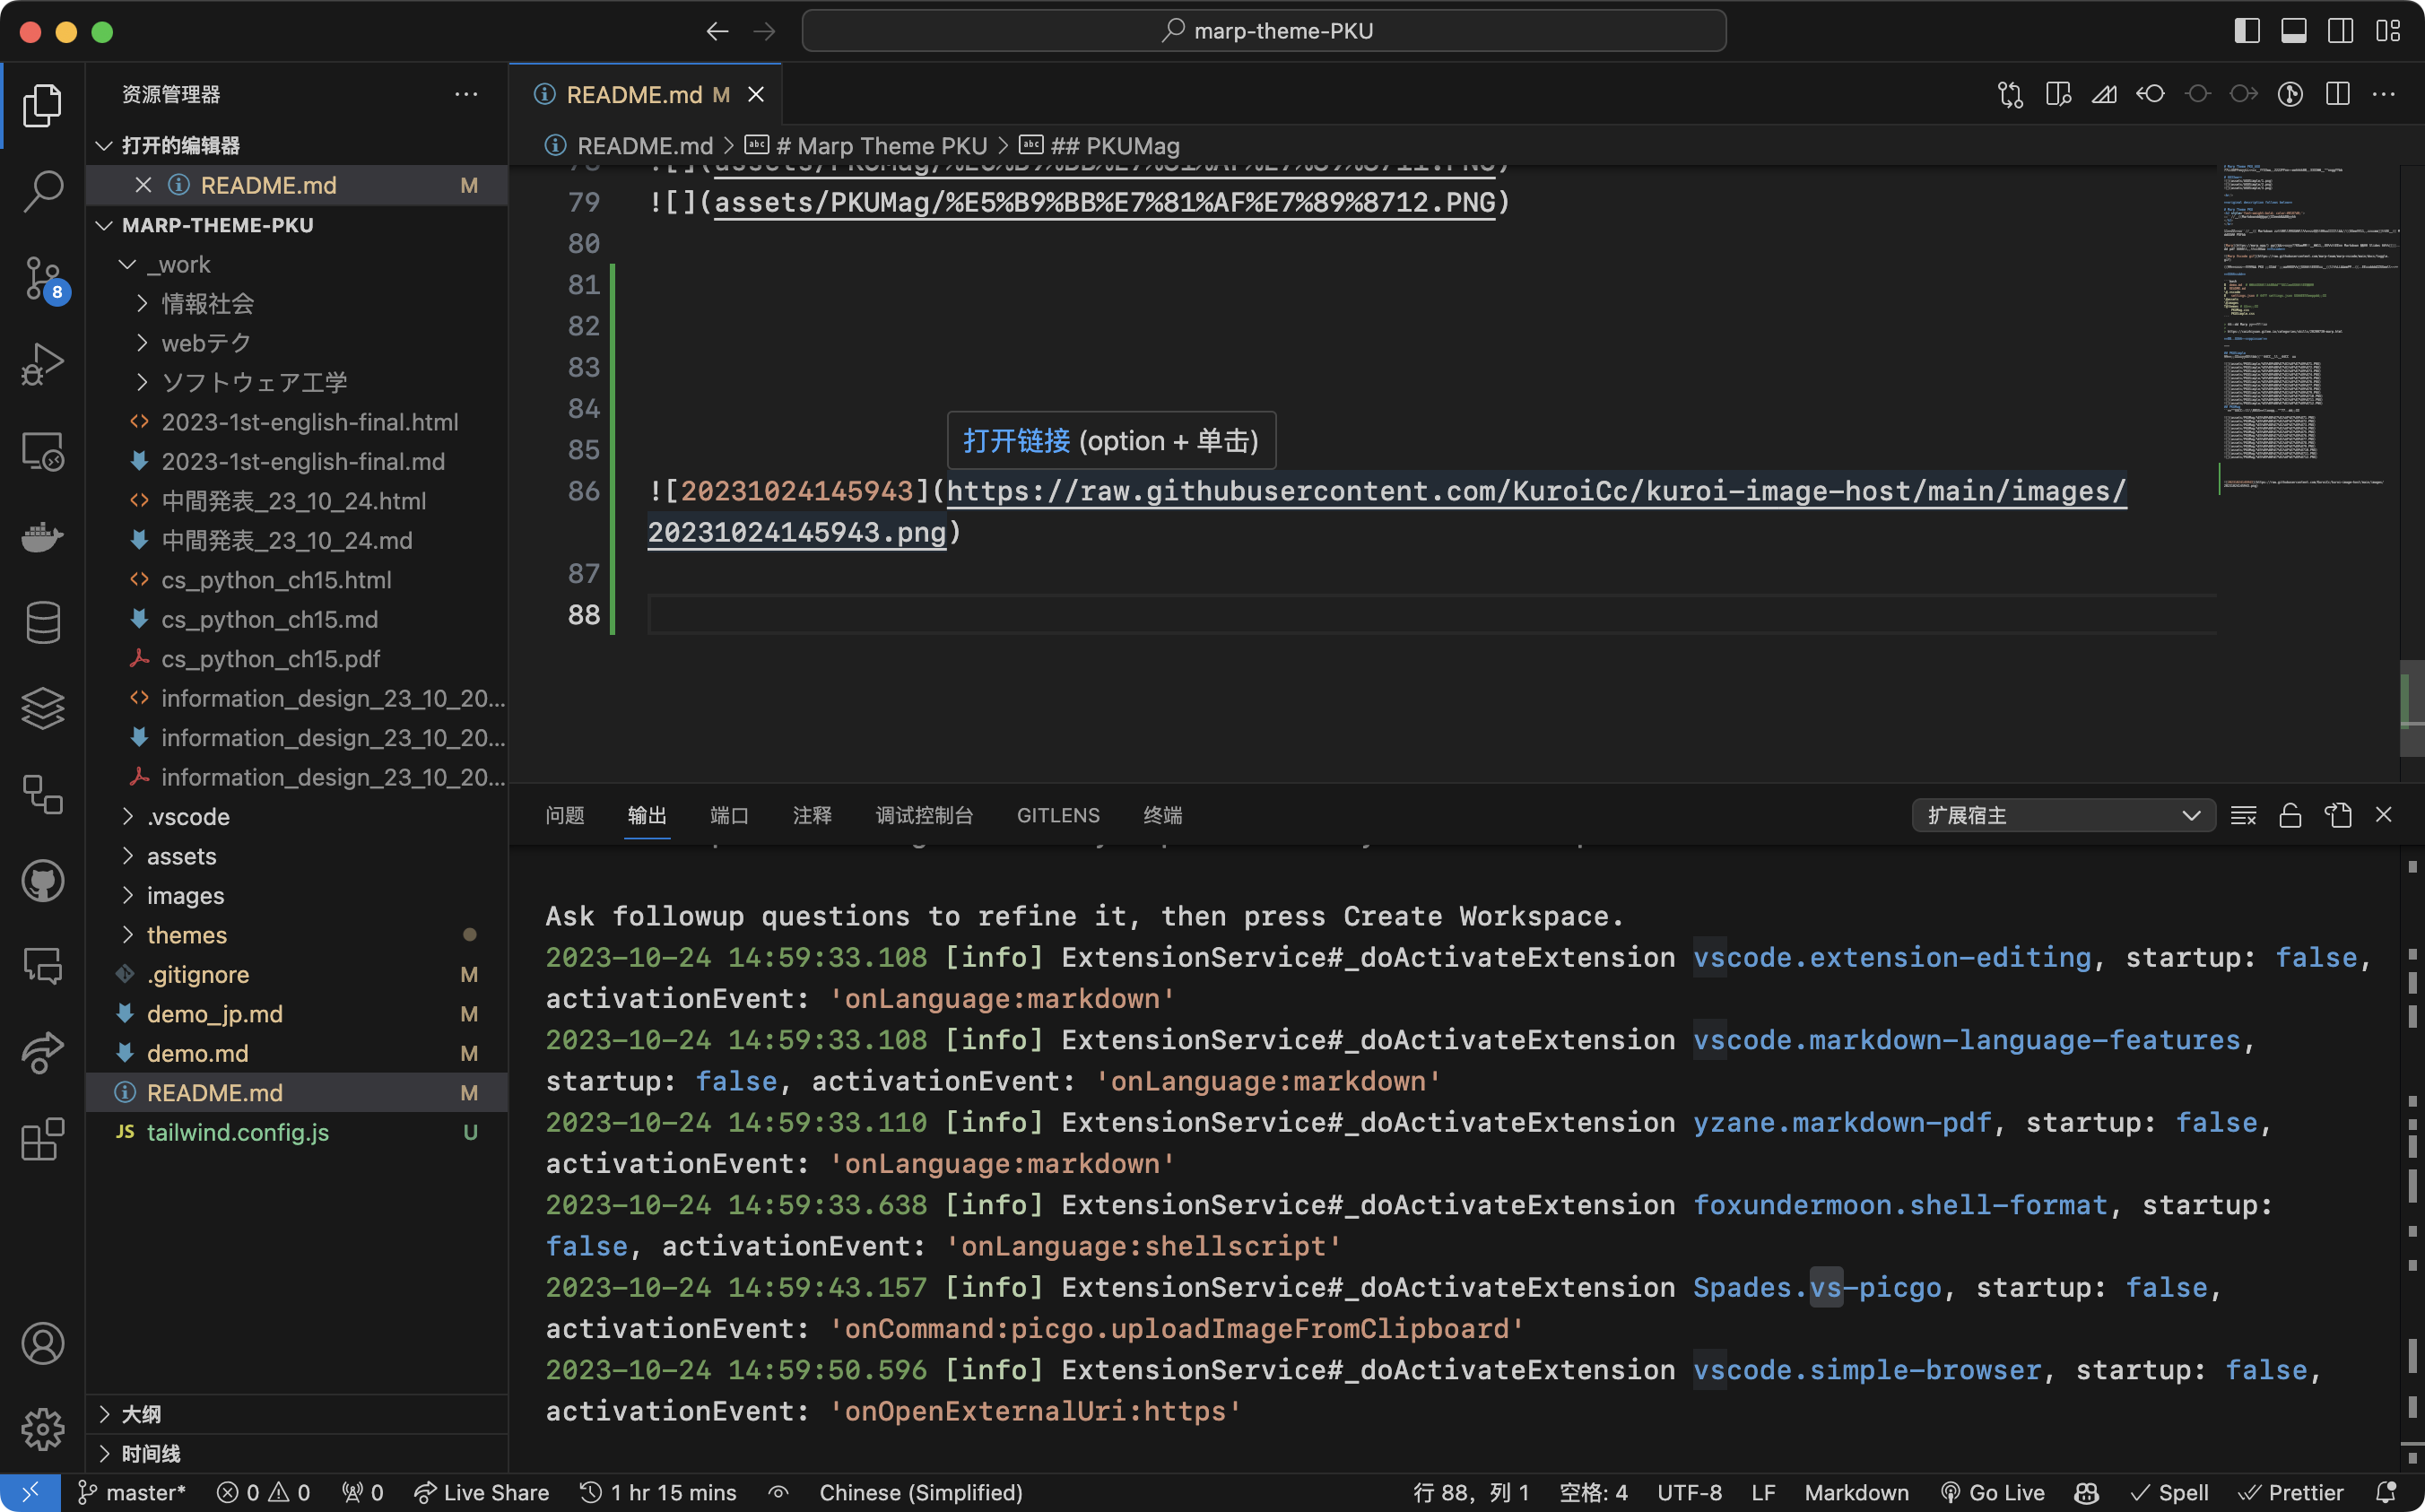 marp-theme-PKU
资源管理器
README.md M
README.md > # Marp Theme PKU > ## PKUMag
打开的编辑器
README.md M
MARP-THEME-PKU
_work
情報社会
webテク
ソフトウェア工学
2023-1st-english-final.html
2023-1st-english-final.md
中間発表_23_10_24.html
中間発表_23_10_24.md
cs_python_ch15.html
cs_python_ch15.md
cs_python_ch15.pdf
information_design_23_10_20...
information_design_23_10_20...
information_design_23_10_20...
.vscode
assets
images
themes
.gitignore M
demo_jp.md M
demo.md M
README.md M
tailwind.config.js U
大纲
时间线
8
79 ![](assets/PKUMag/%E5%B9%BB%E7%81%AF%E7%89%8712.PNG)
80
81
82
83
84
打开链接 (option + 单击)
85
86 ![20231024145943](https://raw.githubusercontent.com/KuroiCc/kuroi-image-host/main/images/
20231024145943.png)
87
88
问题 输出 端口 注释 调试控制台 GITLENS 终端 扩展宿主
Ask followup questions to refine it, then press Create Workspace.
2023-10-24 14:59:33.108 [info] ExtensionService#_doActivateExtension vscode.extension-editing, startup: false,
activationEvent: 'onLanguage:markdown'
2023-10-24 14:59:33.108 [info] ExtensionService#_doActivateExtension vscode.markdown-language-features,
startup: false, activationEvent: 'onLanguage:markdown'
2023-10-24 14:59:33.110 [info] ExtensionService#_doActivateExtension yzane.markdown-pdf, startup: false,
activationEvent: 'onLanguage:markdown'
2023-10-24 14:59:33.638 [info] ExtensionService#_doActivateExtension foxundermoon.shell-format, startup:
false, activationEvent: 'onLanguage:shellscript'
2023-10-24 14:59:43.157 [info] ExtensionService#_doActivateExtension Spades.vs-picgo, startup: false,
activationEvent: 'onCommand:picgo.uploadImageFromClipboard'
2023-10-24 14:59:50.596 [info] ExtensionService#_doActivateExtension vscode.simple-browser, startup: false,
activationEvent: 'onOpenExternalUri:https'
master* 0 0 0 Live Share 1 hr 15 mins Chinese (Simplified) 行 88，列 1 空格: 4 UTF-8 LF Markdown Go Live Spell Prettier